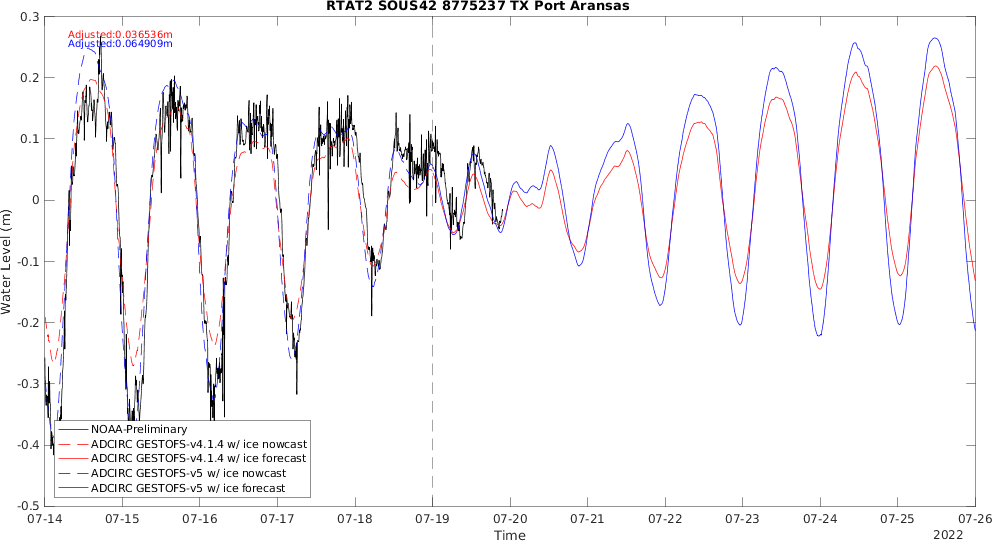 RTAT2 SOUS42 8775237 TX Port Aransas
Adjusted:0.036536m
Adjusted:0.064909m
0.3
0.2
0.1
0
-0.1
-0.2
-0.3
-0.4
-0.5
Water Level (m)
NOAA-Preliminary
ADCIRC GESTOFS-v4.1.4 w/ ice nowcast
ADCIRC GESTOFS-v4.1.4 w/ ice forecast
ADCIRC GESTOFS-v5 w/ ice nowcast
ADCIRC GESTOFS-v5 w/ ice forecast
07-14 07-15 07-16 07-17 07-18 07-19 07-20 07-21 07-22 07-23 07-24 07-25 07-26
Time
2022